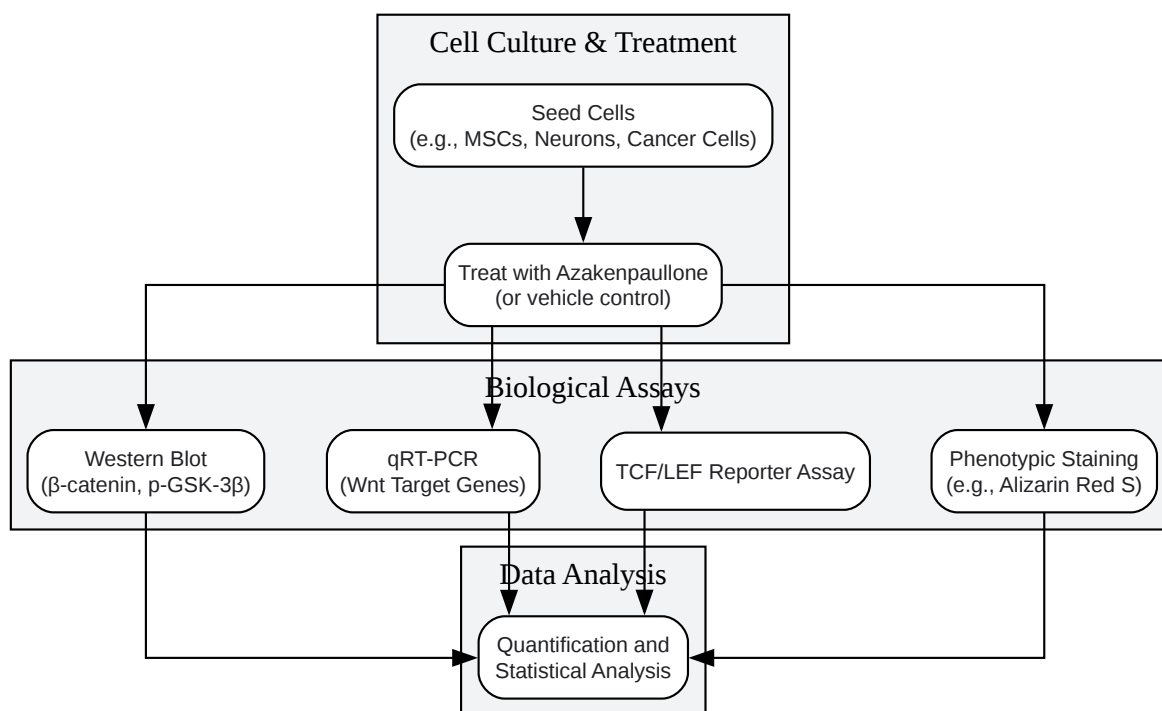 Cell Culture & Treatment
Seed Cells
(e.g., MSCs, Neurons, Cancer Cells)
Treat with Azakenpaullone
(or vehicle control)
Biological Assays
Western Blot
(β-catenin, p-GSK-3β)
qRT-PCR
(Wnt Target Genes)
TCF/LEF Reporter Assay
Phenotypic Staining
(e.g., Alizarin Red S)
Data Analysis
Quantification and
Statistical Analysis